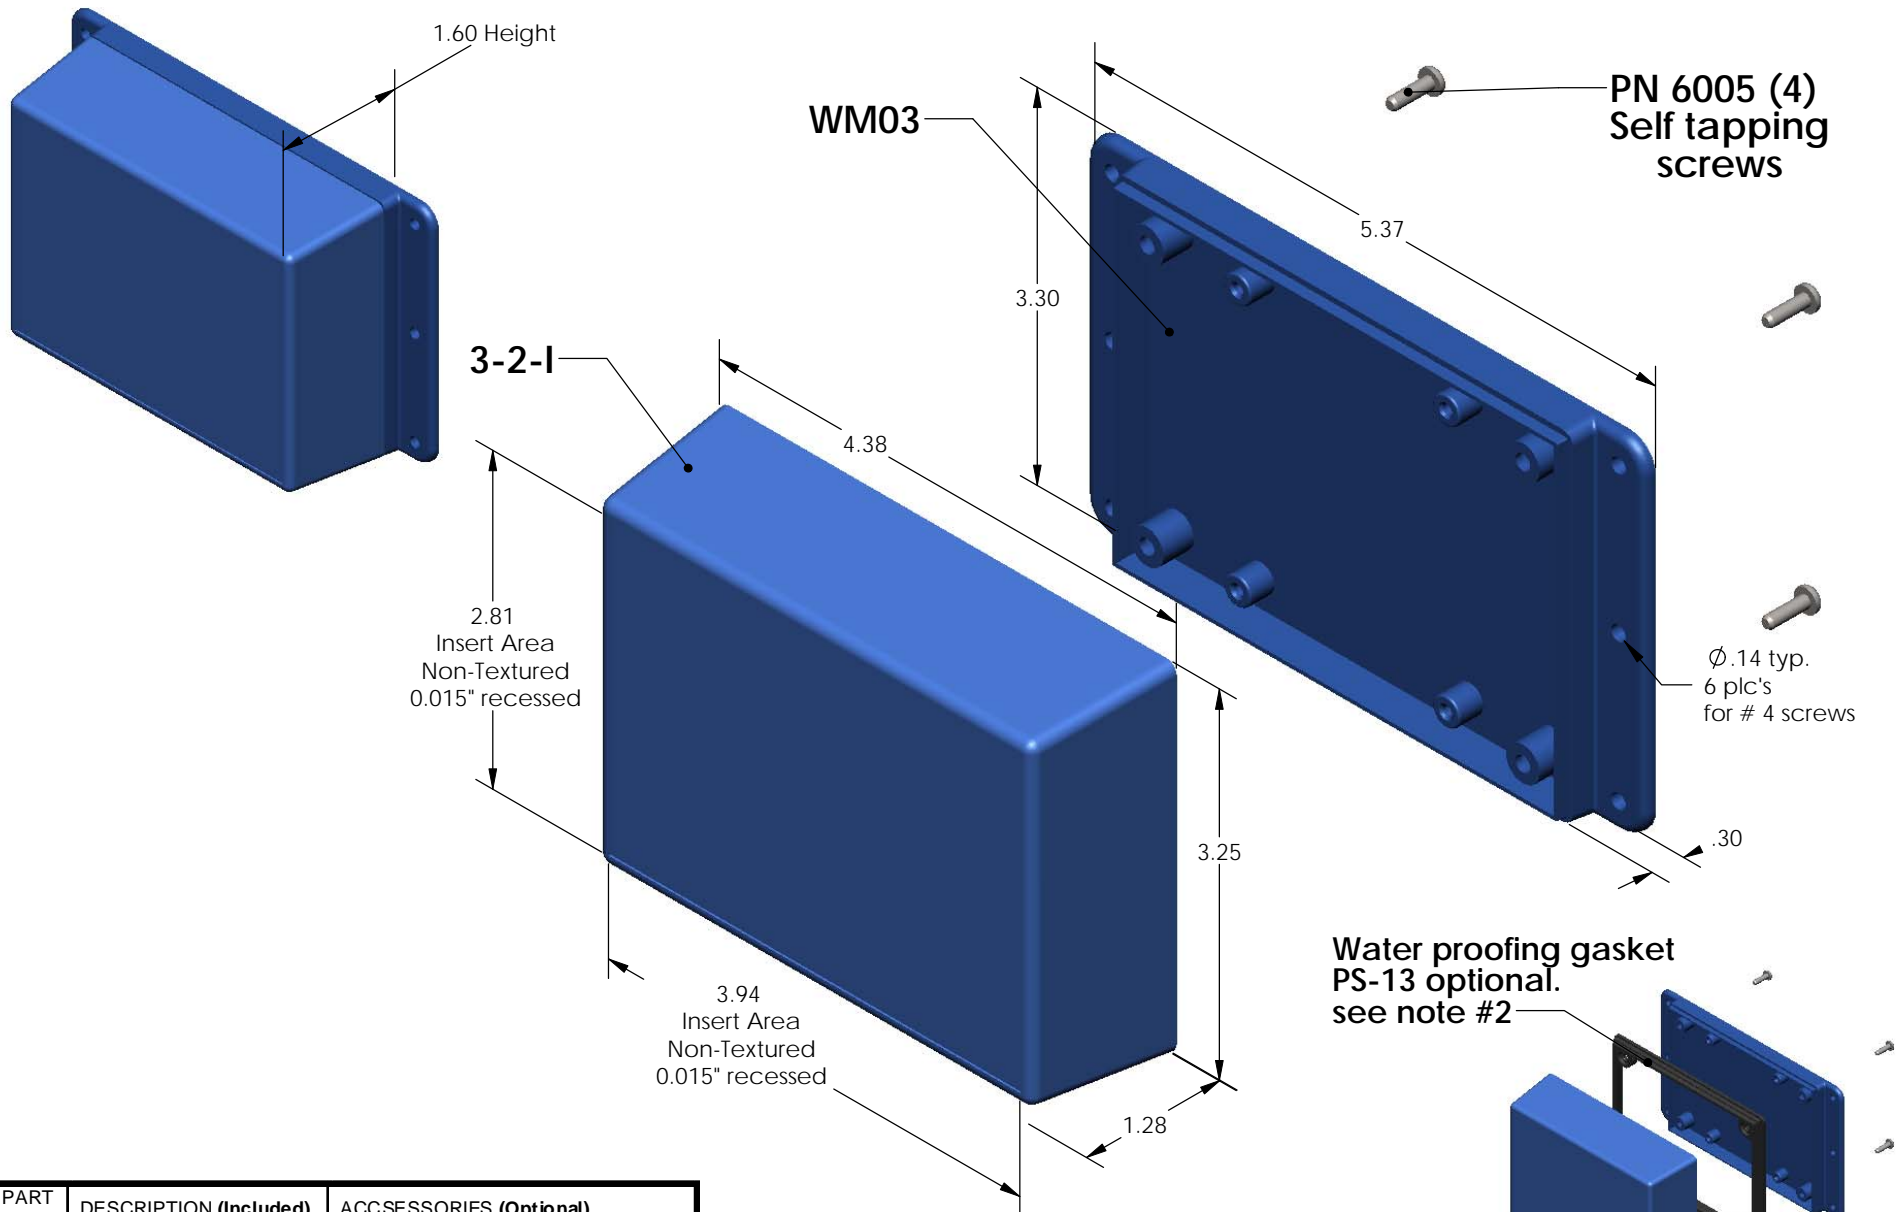 1.60 Height
WM03
PN 6005 (4)
Self tapping
screws
5.37
3.30
3-2-I
4.38
2.81
Insert Area
Non-Textured
0.015" recessed
Ø.14 typ.
6 plc's
for # 4 screws
3.25
.30
Water proofing gasket
PS-13 optional.
see note #2
3.94
Insert Area
Non-Textured
0.015" recessed
1.28
PART
DESCRIPTION (Included)
ACCSESSORIES (Optional)